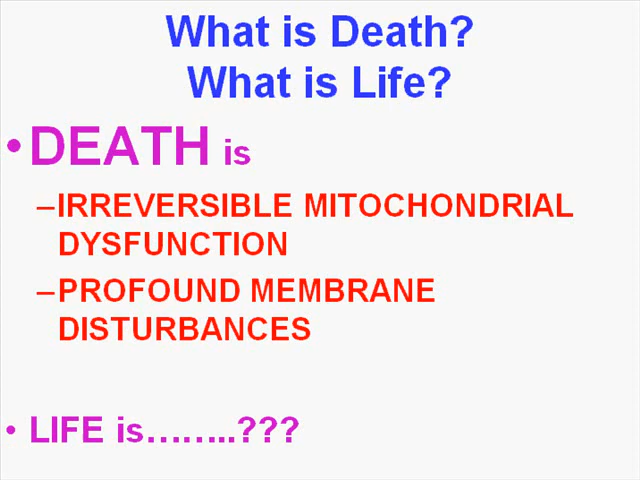 What is Death?
What is Life?
•DEATH is
–IRREVERSIBLE MITOCHONDRIAL
DYSFUNCTION
–PROFOUND MEMBRANE
DISTURBANCES
• LIFE is……..???